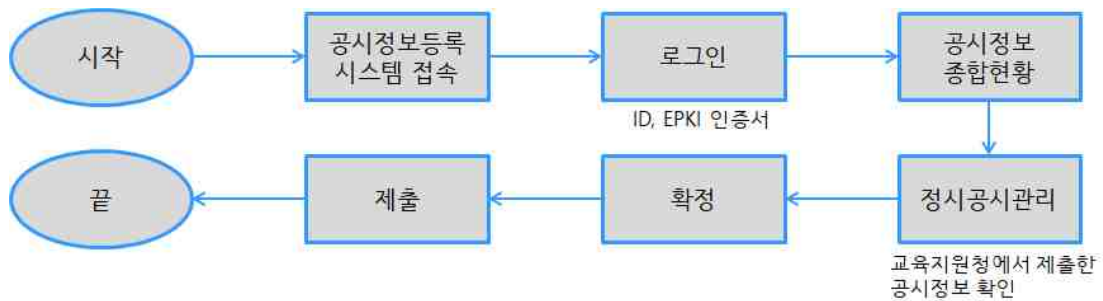 시작
공시정보등록
시스템 접속
로그인
ID, EPKI 인증서
공시정보
종합현황
정시공시관리
교육지원청에서 제출한
공시정보 확인
확정
제출
끝